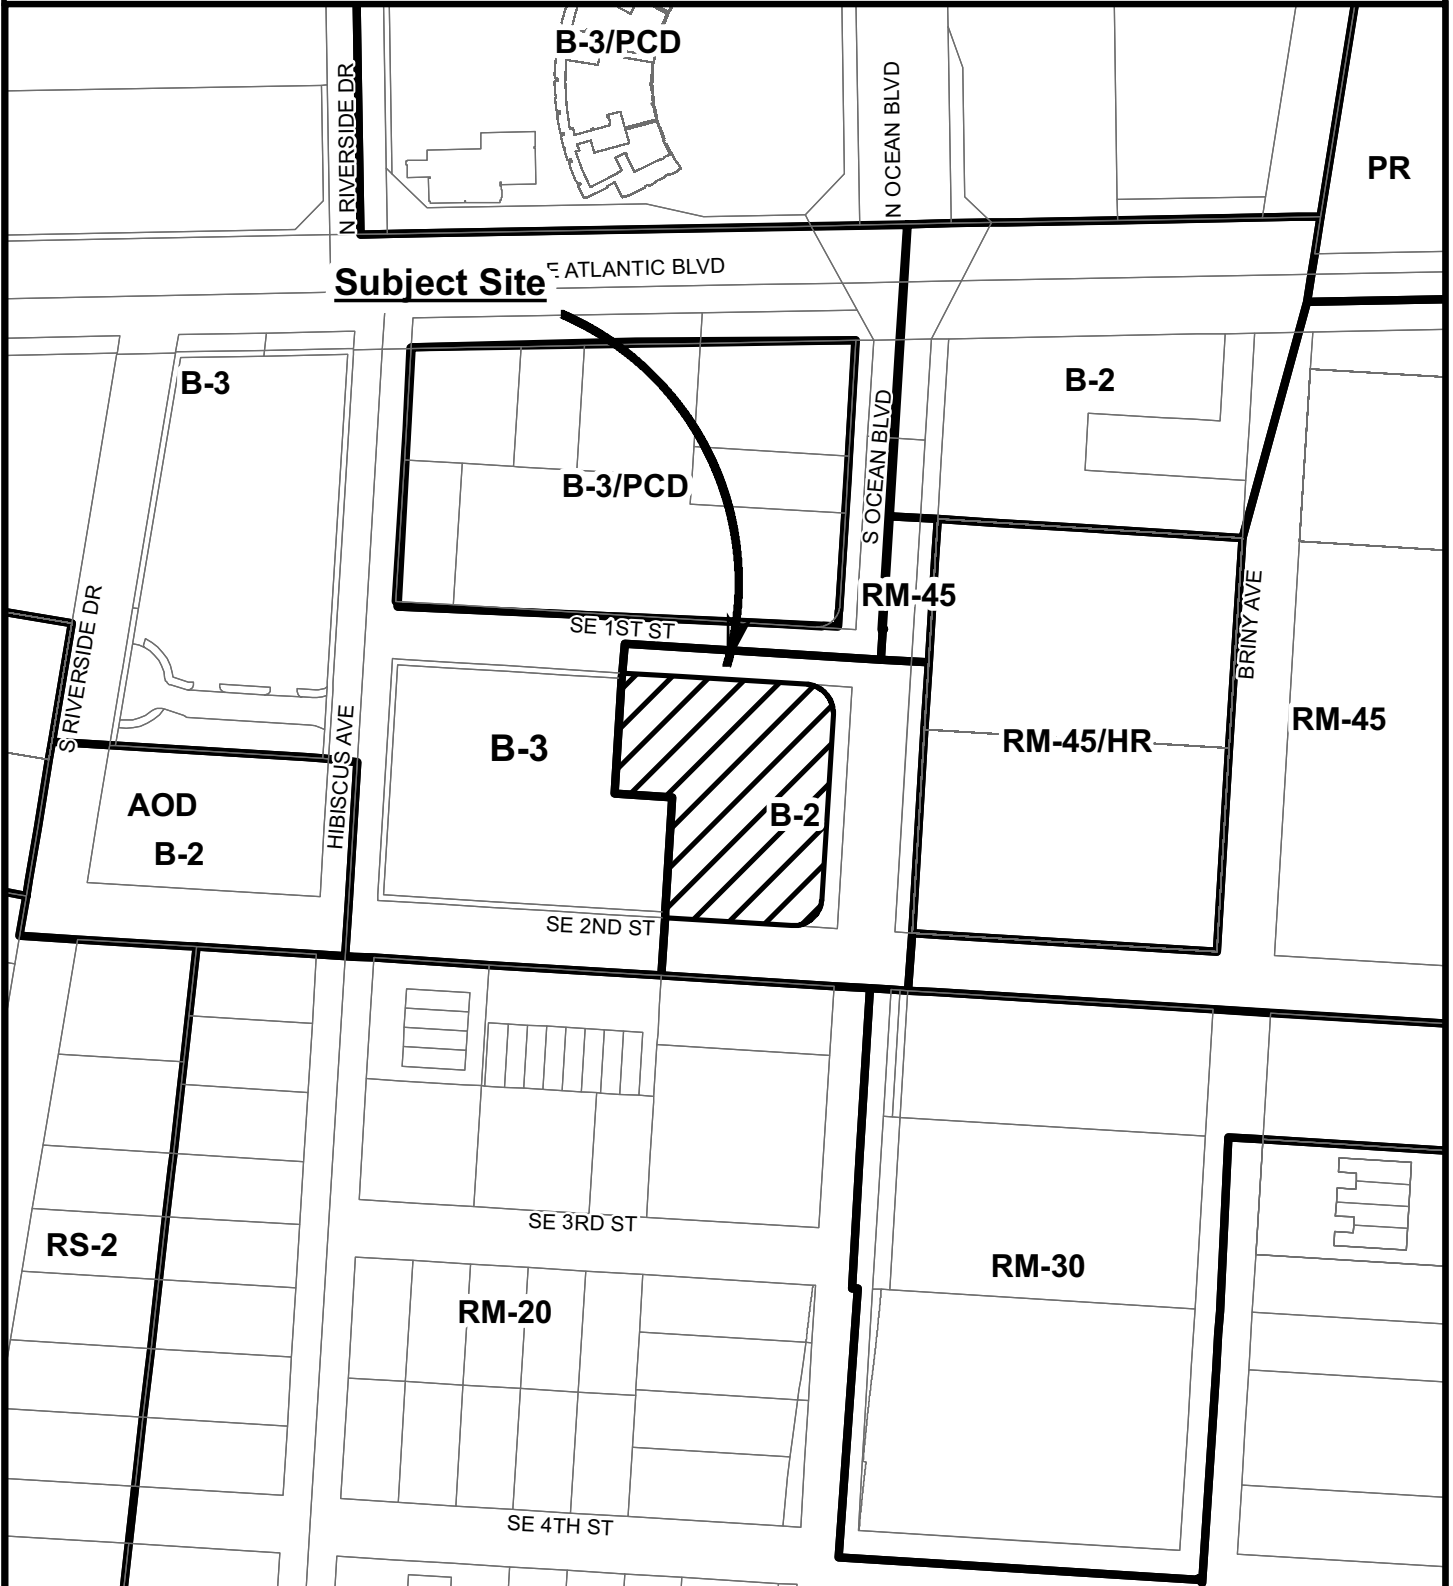 B-3/PCD
N RIVERSIDE DR
N OCEAN BLVD
PR
E ATLANTIC BLVD
Subject Site
B-3
B-2
B-3/PCD
S OCEAN BLVD
RM-45
SE 1ST ST
BRINY AVE
S RIVERSIDE DR
HIBISCUS AVE
B-3
RM-45/HR
RM-45
AOD
B-2
B-2
SE 2ND ST
SE 3RD ST
RS-2
RM-30
RM-20
SE 4TH ST